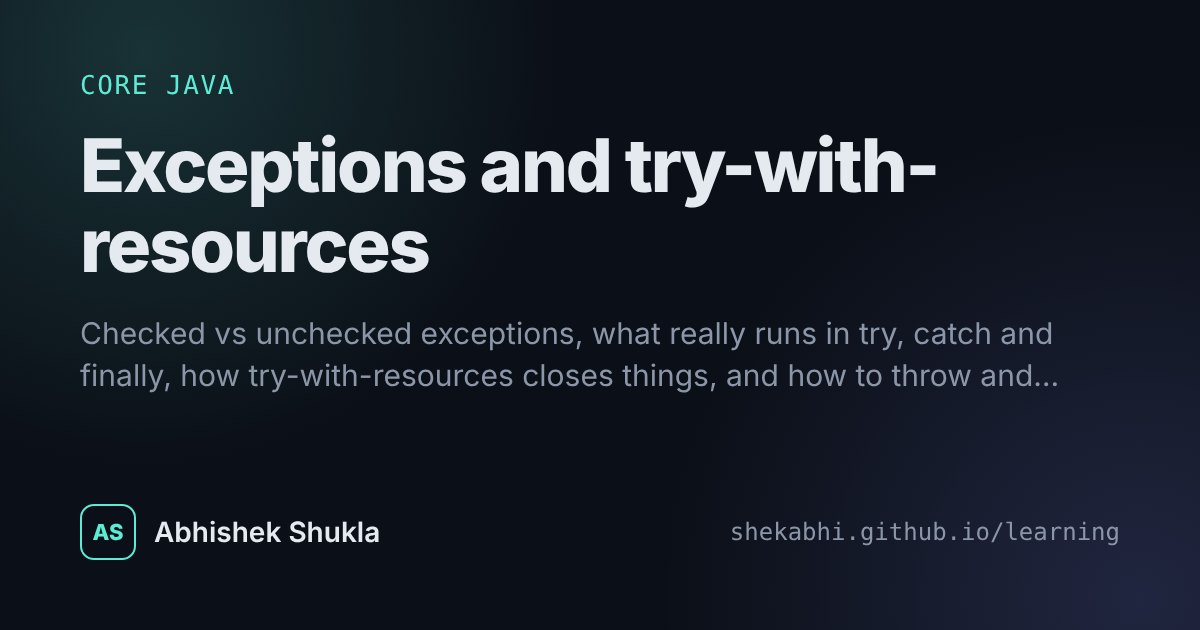 CORE JAVA
Exceptions and try-with-
resources
Checked vs unchecked exceptions, what really runs in try, catch and
finally, how try-with-resources closes things, and how to throw and...
AS Abhishek Shukla
shekabhi.github.io/learning